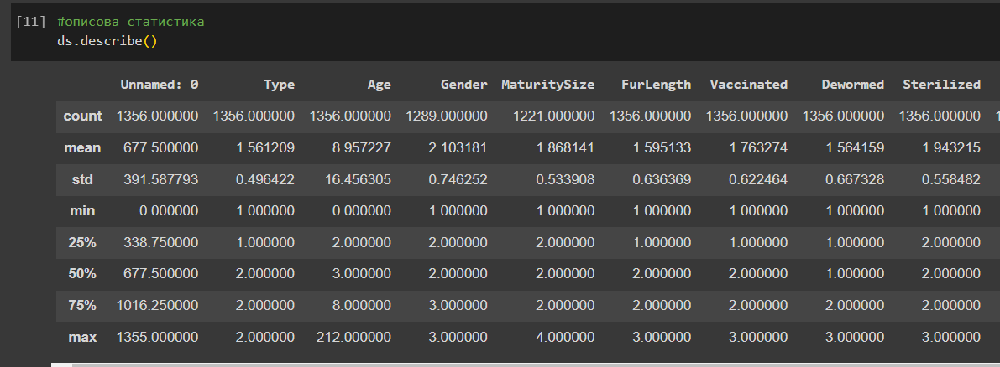 [11] #описова статистика
ds.describe()
Unnamed: 0 Type Age Gender MaturitySize FurLength Vaccinated Dewormed Sterilized
count 1356.000000 1356.000000 1356.000000 1289.000000 1221.000000 1356.000000 1356.000000 1356.000000 1356.000000 1
mean 677.500000 1.561209 8.957227 2.103181 1.868141 1.595133 1.763274 1.564159 1.943215
std 391.587793 0.496422 16.456305 0.746252 0.533908 0.636369 0.622464 0.667328 0.558482
min 0.000000 1.000000 0.000000 1.000000 1.000000 1.000000 1.000000 1.000000 1.000000
25% 338.750000 1.000000 2.000000 2.000000 2.000000 1.000000 1.000000 1.000000 2.000000
50% 677.500000 2.000000 3.000000 2.000000 2.000000 2.000000 2.000000 1.000000 2.000000
75% 1016.250000 2.000000 8.000000 3.000000 2.000000 2.000000 2.000000 2.000000 2.000000
max 1355.000000 2.000000 212.000000 3.000000 4.000000 3.000000 3.000000 3.000000 3.000000